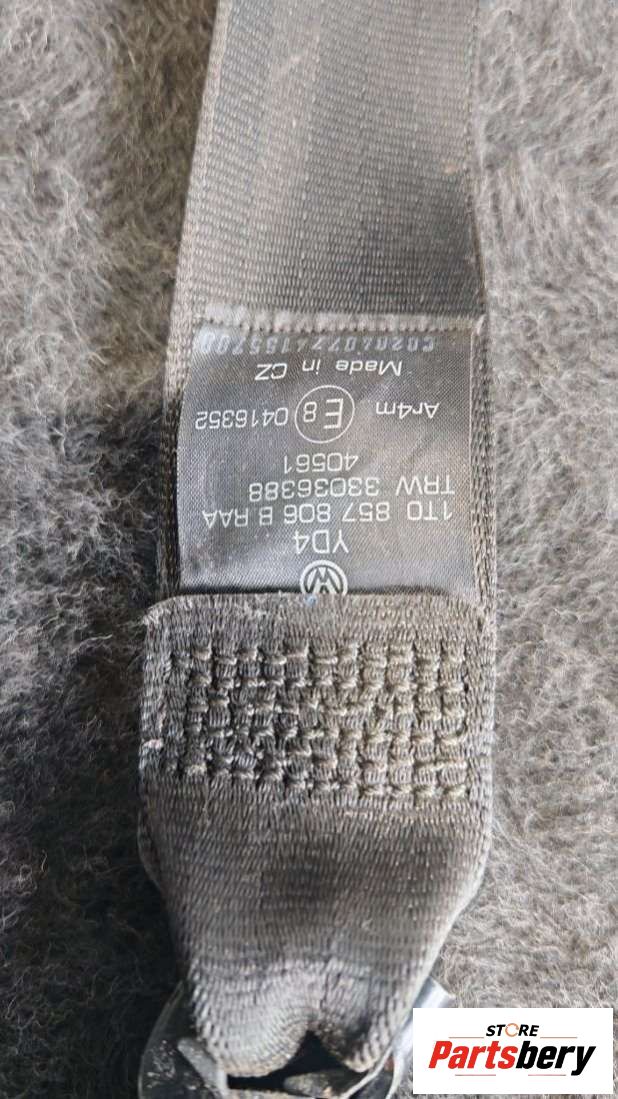 YD4
1T0 857 806 B RAA
TRW 33036388
40561
Ar4m E8 0416352
Made in CZ
STORE
Partsbery